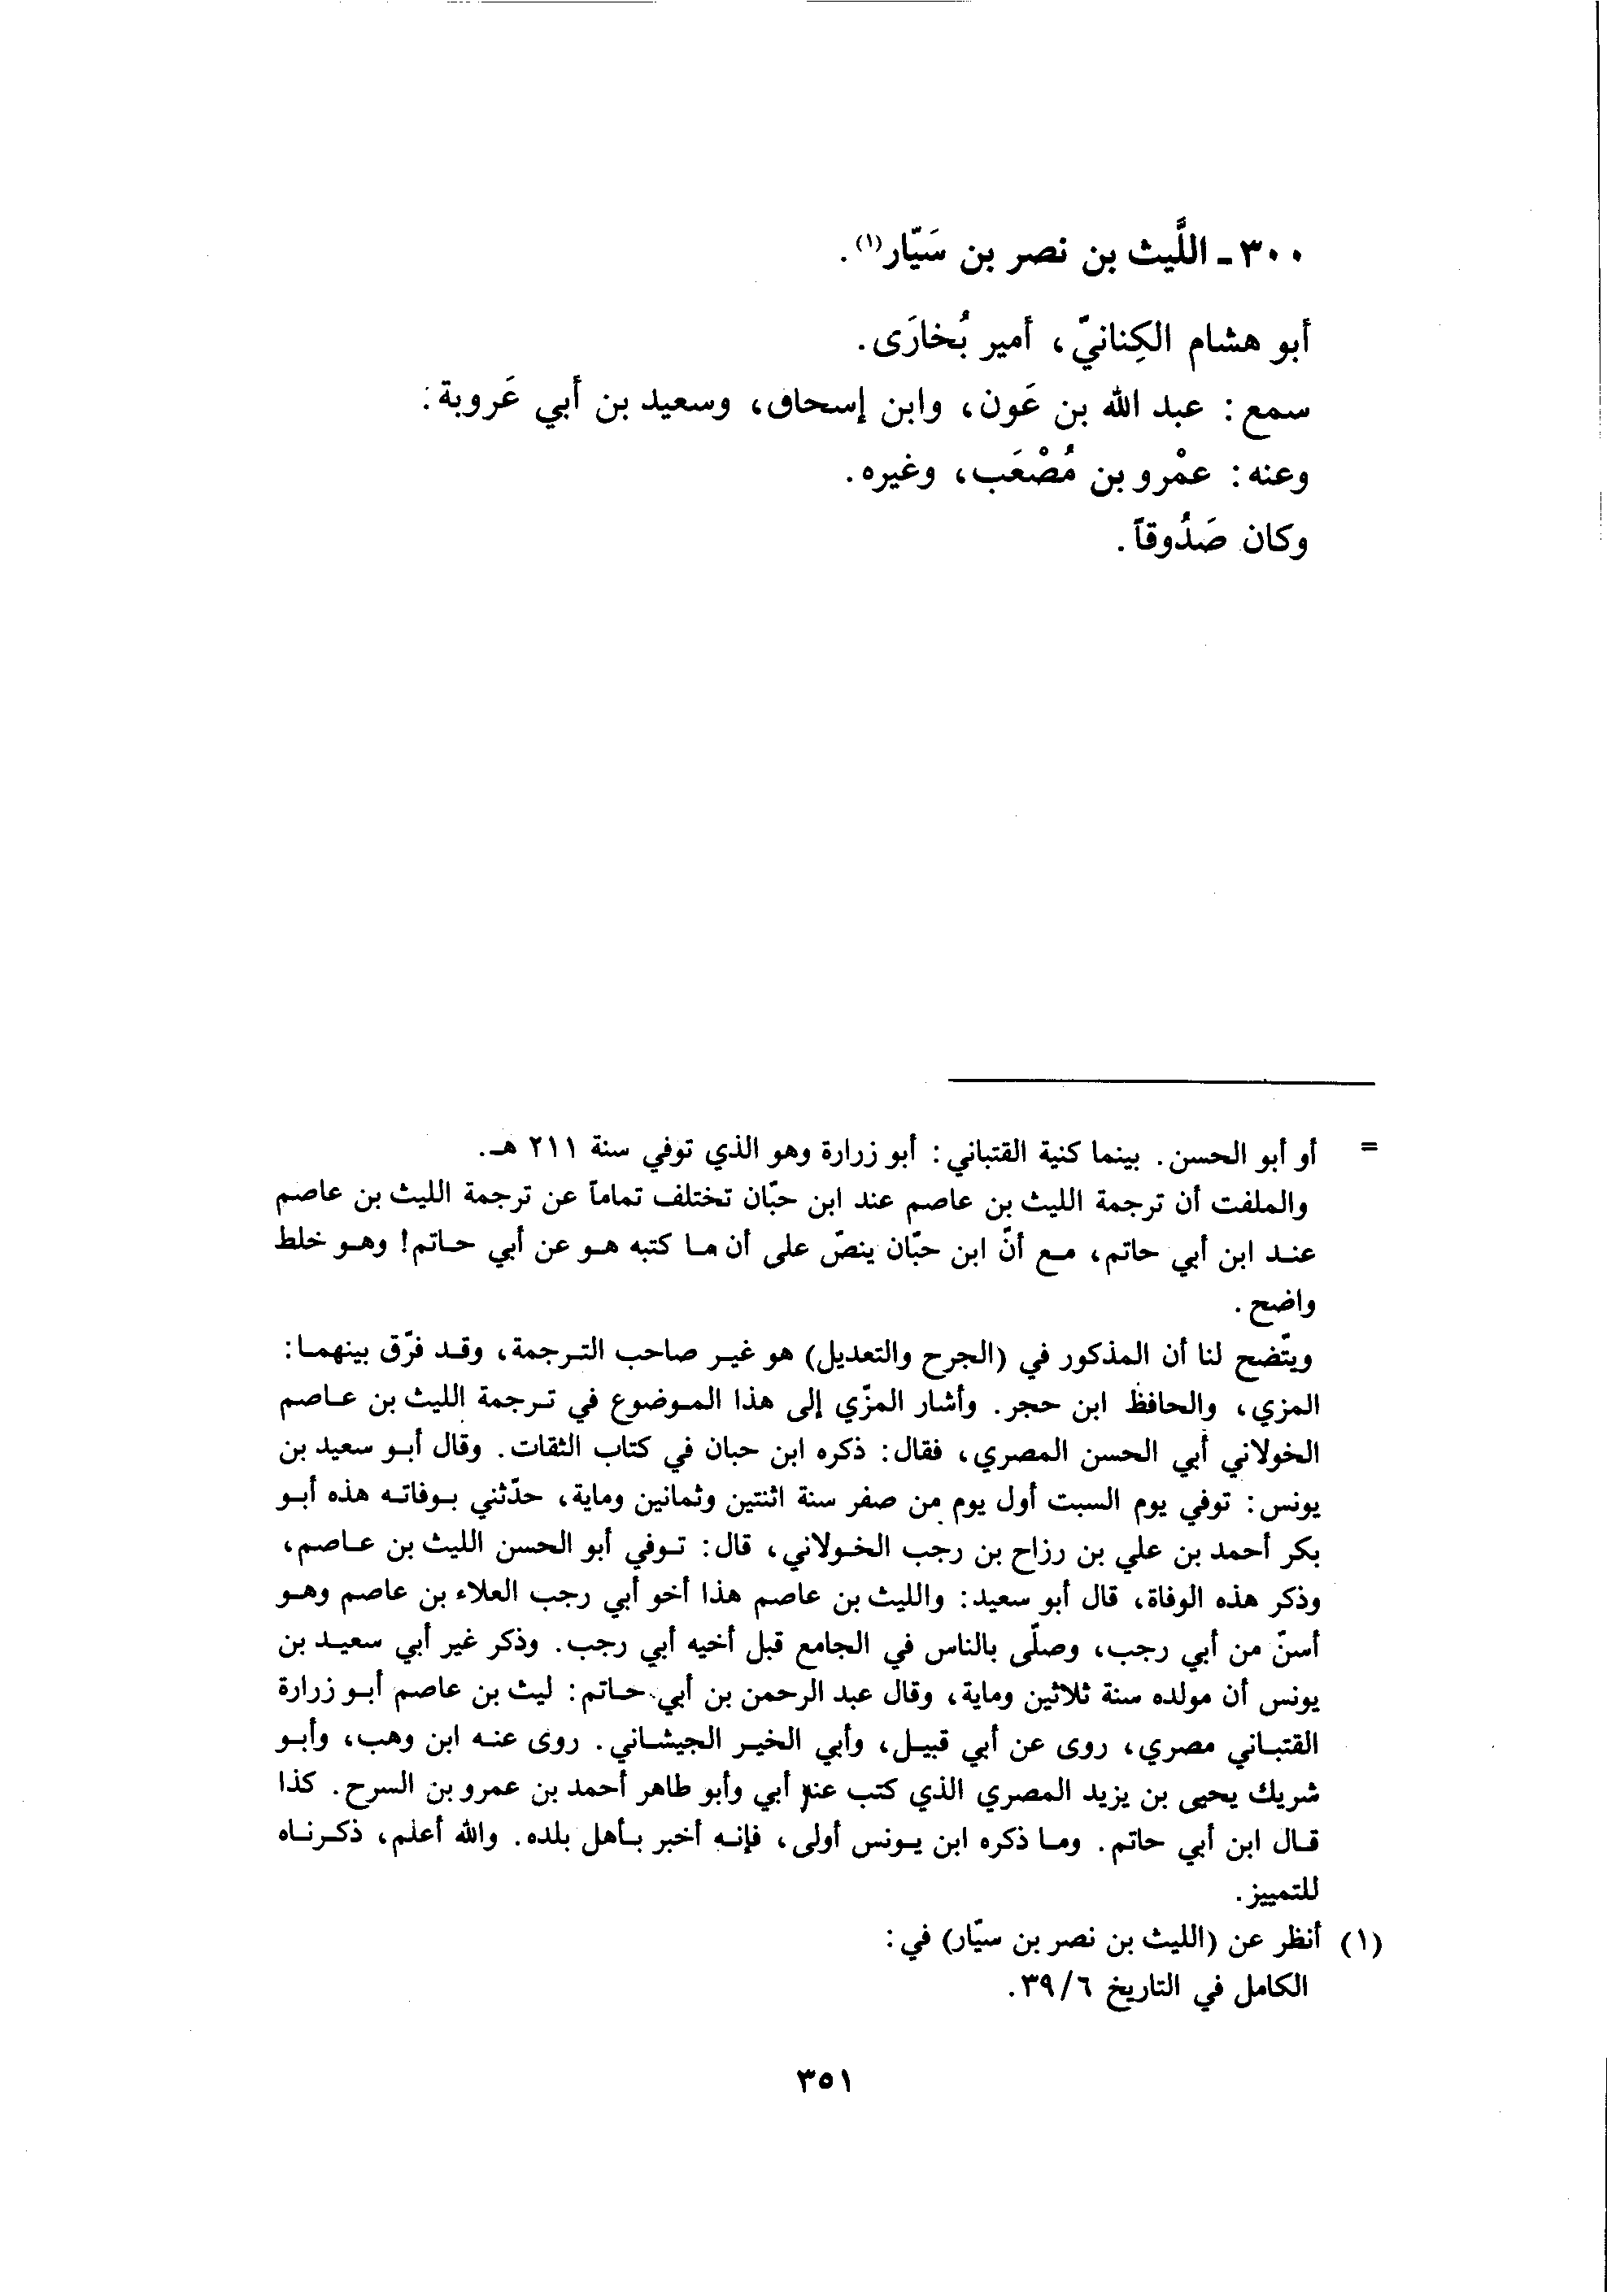 ٣٠٠ - اللَّيث بن نصر بن سَيّار(١).
أبو هشام الكِنانيّ، أمير بُخارَى.
سمع: عبد الله بن عَون، وابن إسحاق، وسعيد بن أبي عَروبة.
وعنه: عمْرو بن مُصْعَب، وغيره.
وكان صَدُوقاً.
= أو أبو الحسن. بينما كنية القتباني: أبو زرارة وهو الذي توفي سنة ٢١١ هـ.
والملفت أن ترجمة الليث بن عاصم عند ابن حبّان تختلف تماماً عن ترجمة الليث بن عاصم
عند ابن أبي حاتم، مع أنّ ابن حبّان ينصّ على أن ما كتبه هو عن أبي حاتم! وهو خلط
واضح.
ويتّضح لنا أن المذكور في (الجرح والتعديل) هو غير صاحب الترجمة، وقد فرّق بينهما:
المزي، والحافظ ابن حجر. وأشار المزّي إلى هذا الموضوع في ترجمة الليث بن عاصم
الخولاني أبي الحسن المصري، فقال: ذكره ابن حبان في كتاب الثقات. وقال أبو سعيد بن
يونس: توفي يوم السبت أول يوم من صفر سنة اثنتين وثمانين وماية، حدّثني بوفاته هذه أبو
بكر أحمد بن علي بن رزاح بن رجب الخولاني، قال: توفي أبو الحسن الليث بن عاصم،
وذكر هذه الوفاة، قال أبو سعيد: والليث بن عاصم هذا أخو أبي رجب العلاء بن عاصم وهو
أسنّ من أبي رجب، وصلّى بالناس في الجامع قبل أخيه أبي رجب. وذكر غير أبي سعيد بن
يونس أن مولده سنة ثلاثين وماية، وقال عبد الرحمن بن أبي حاتم: ليث بن عاصم أبو زرارة
القتباني مصري، روى عن أبي قبيل، وأبي الخير الجيشاني. روى عنه ابن وهب، وأبو
شريك يحيى بن يزيد المصري الذي كتب عنه أبي وأبو طاهر أحمد بن عمرو بن السرح. كذا
قال ابن أبي حاتم. وما ذكره ابن يونس أولى، فإنه أخبر بأهل بلده. والله أعلم، ذكرناه
للتمييز.
(١) أنظر عن (الليث بن نصر بن سيّار) في:
الكامل في التاريخ ٣٩/٦.
٣٥١